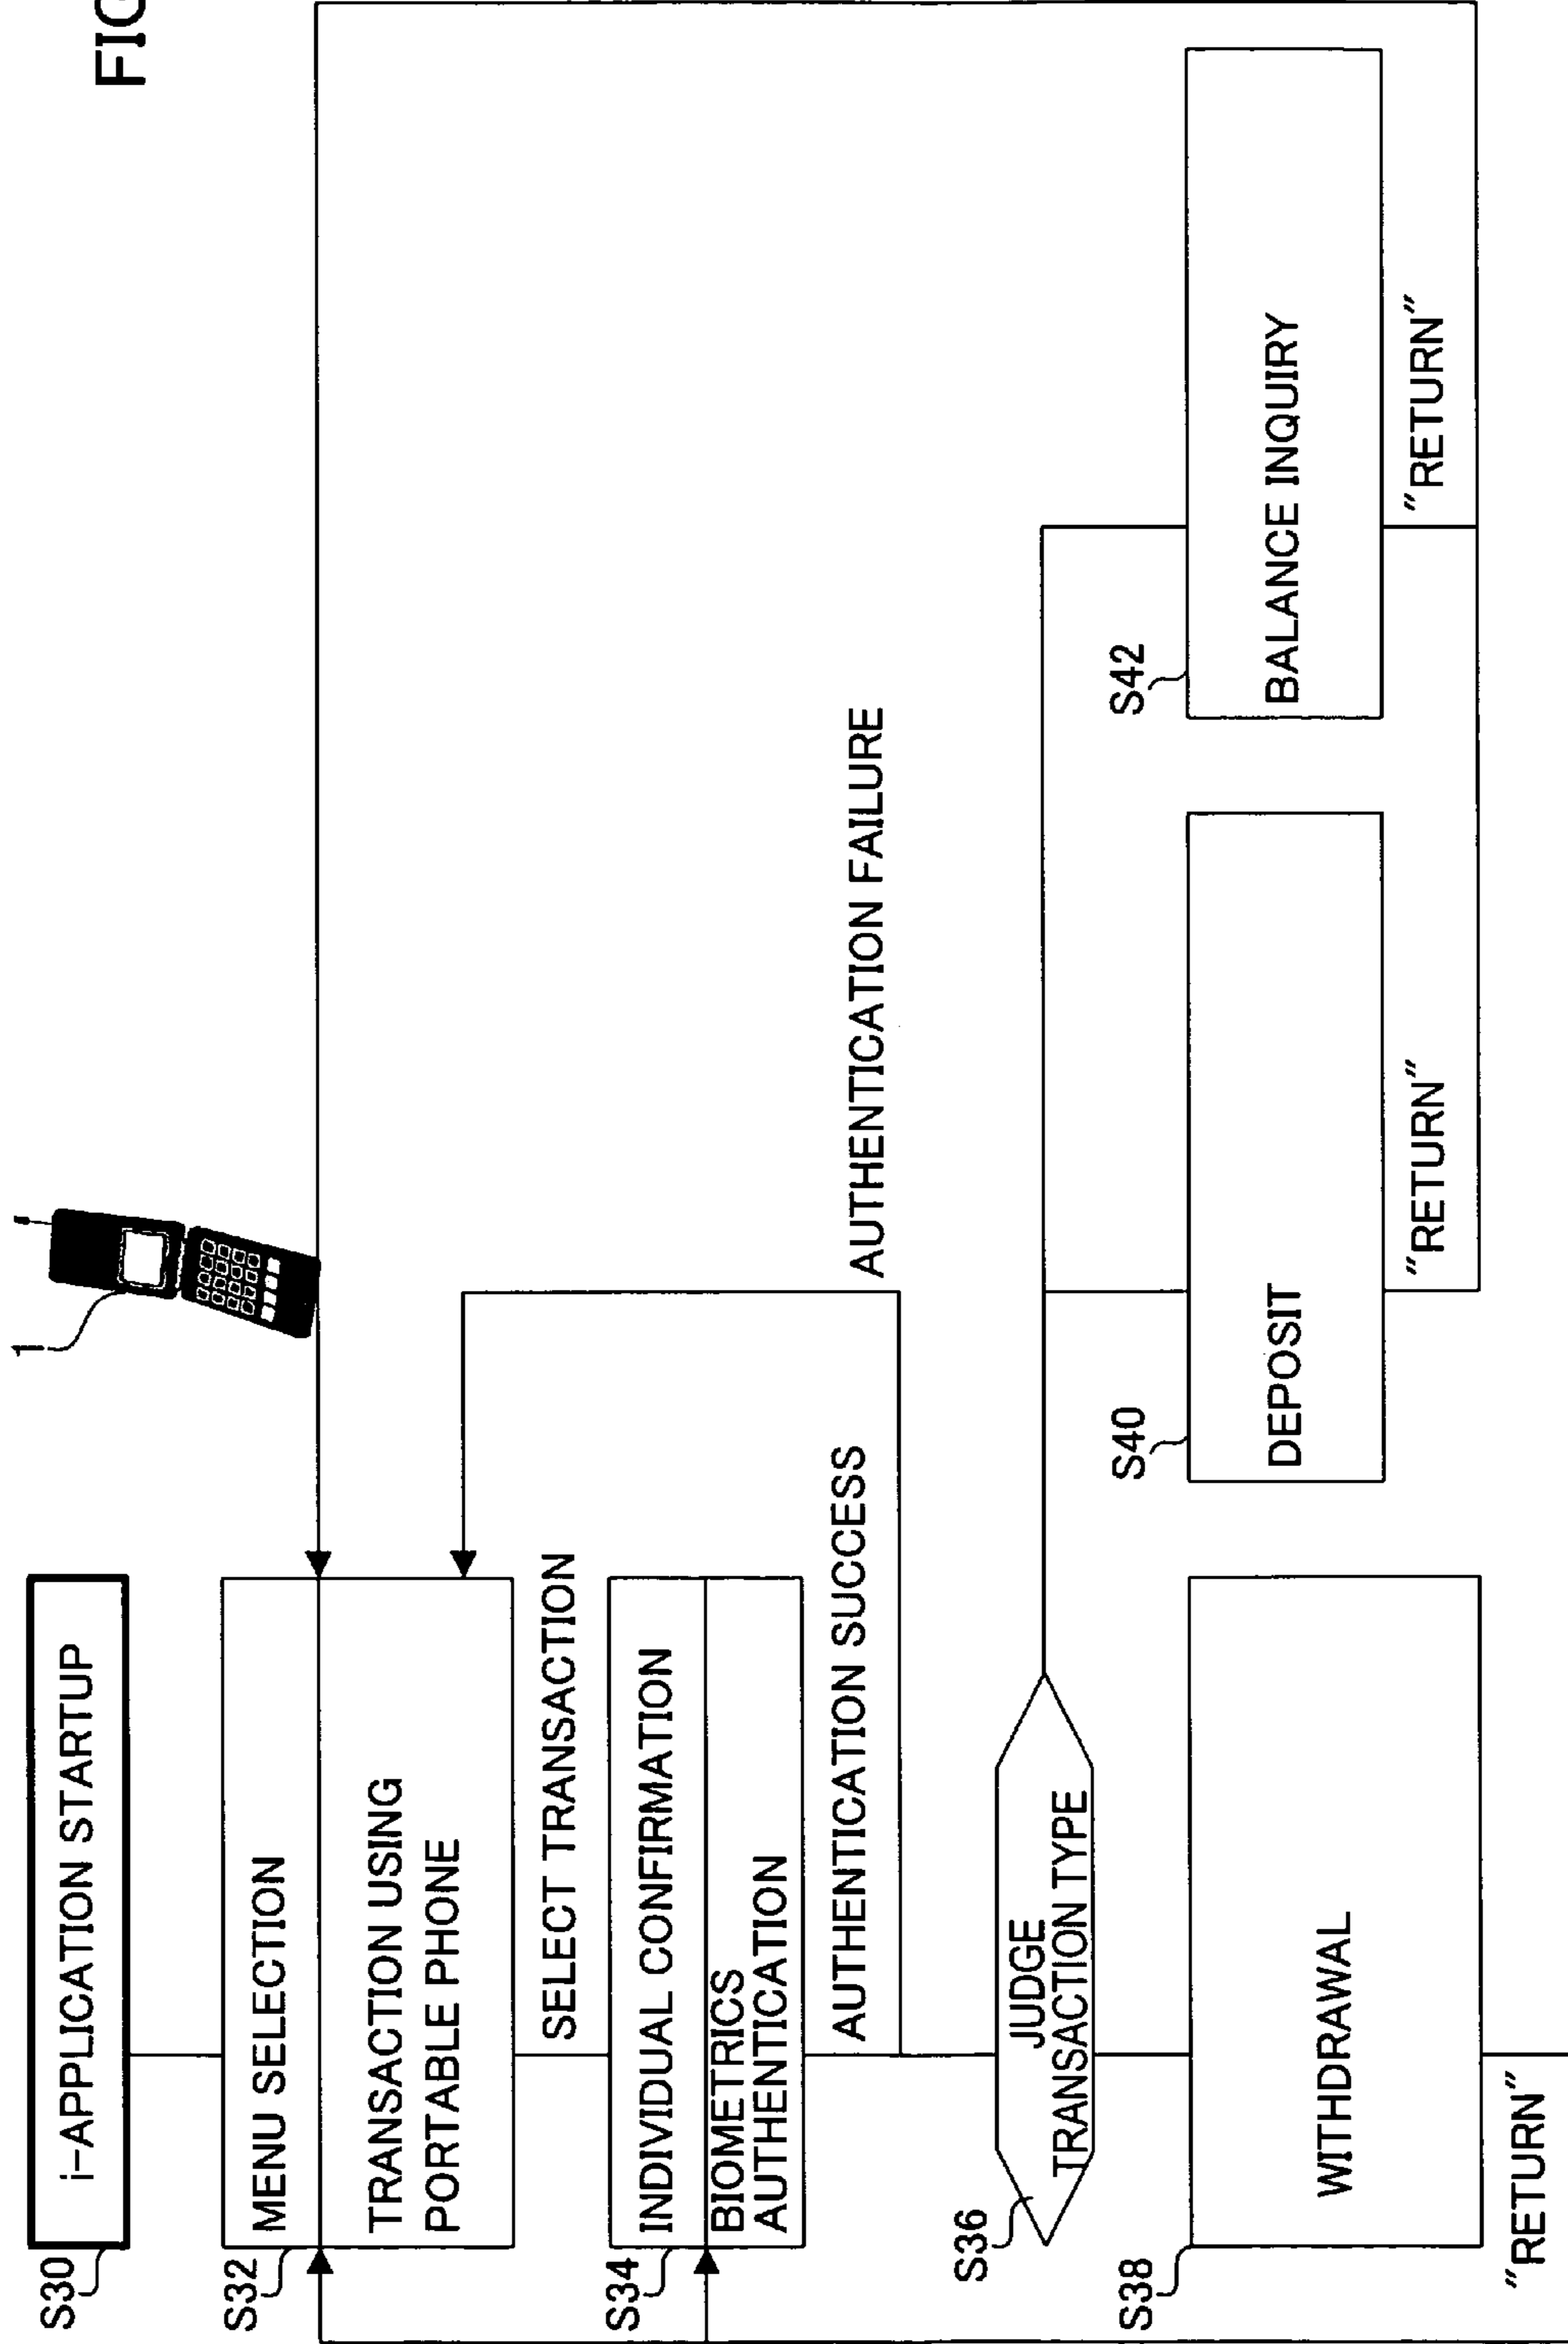 FIG
1
S30
i-APPLICATION STARTUP
S32
MENU SELECTION
TRANSACTION USING
PORTABLE PHONE
SELECT TRANSACTION
S34
INDIVIDUAL CONFIRMATION
BIOMETRICS
AUTHENTICATION
AUTHENTICATION SUCCESS
AUTHENTICATION FAILURE
S36
JUDGE
TRANSACTION TYPE
S38
WITHDRAWAL
"RETURN"
S40
DEPOSIT
"RETURN"
S42
BALANCE INQUIRY
"RETURN"